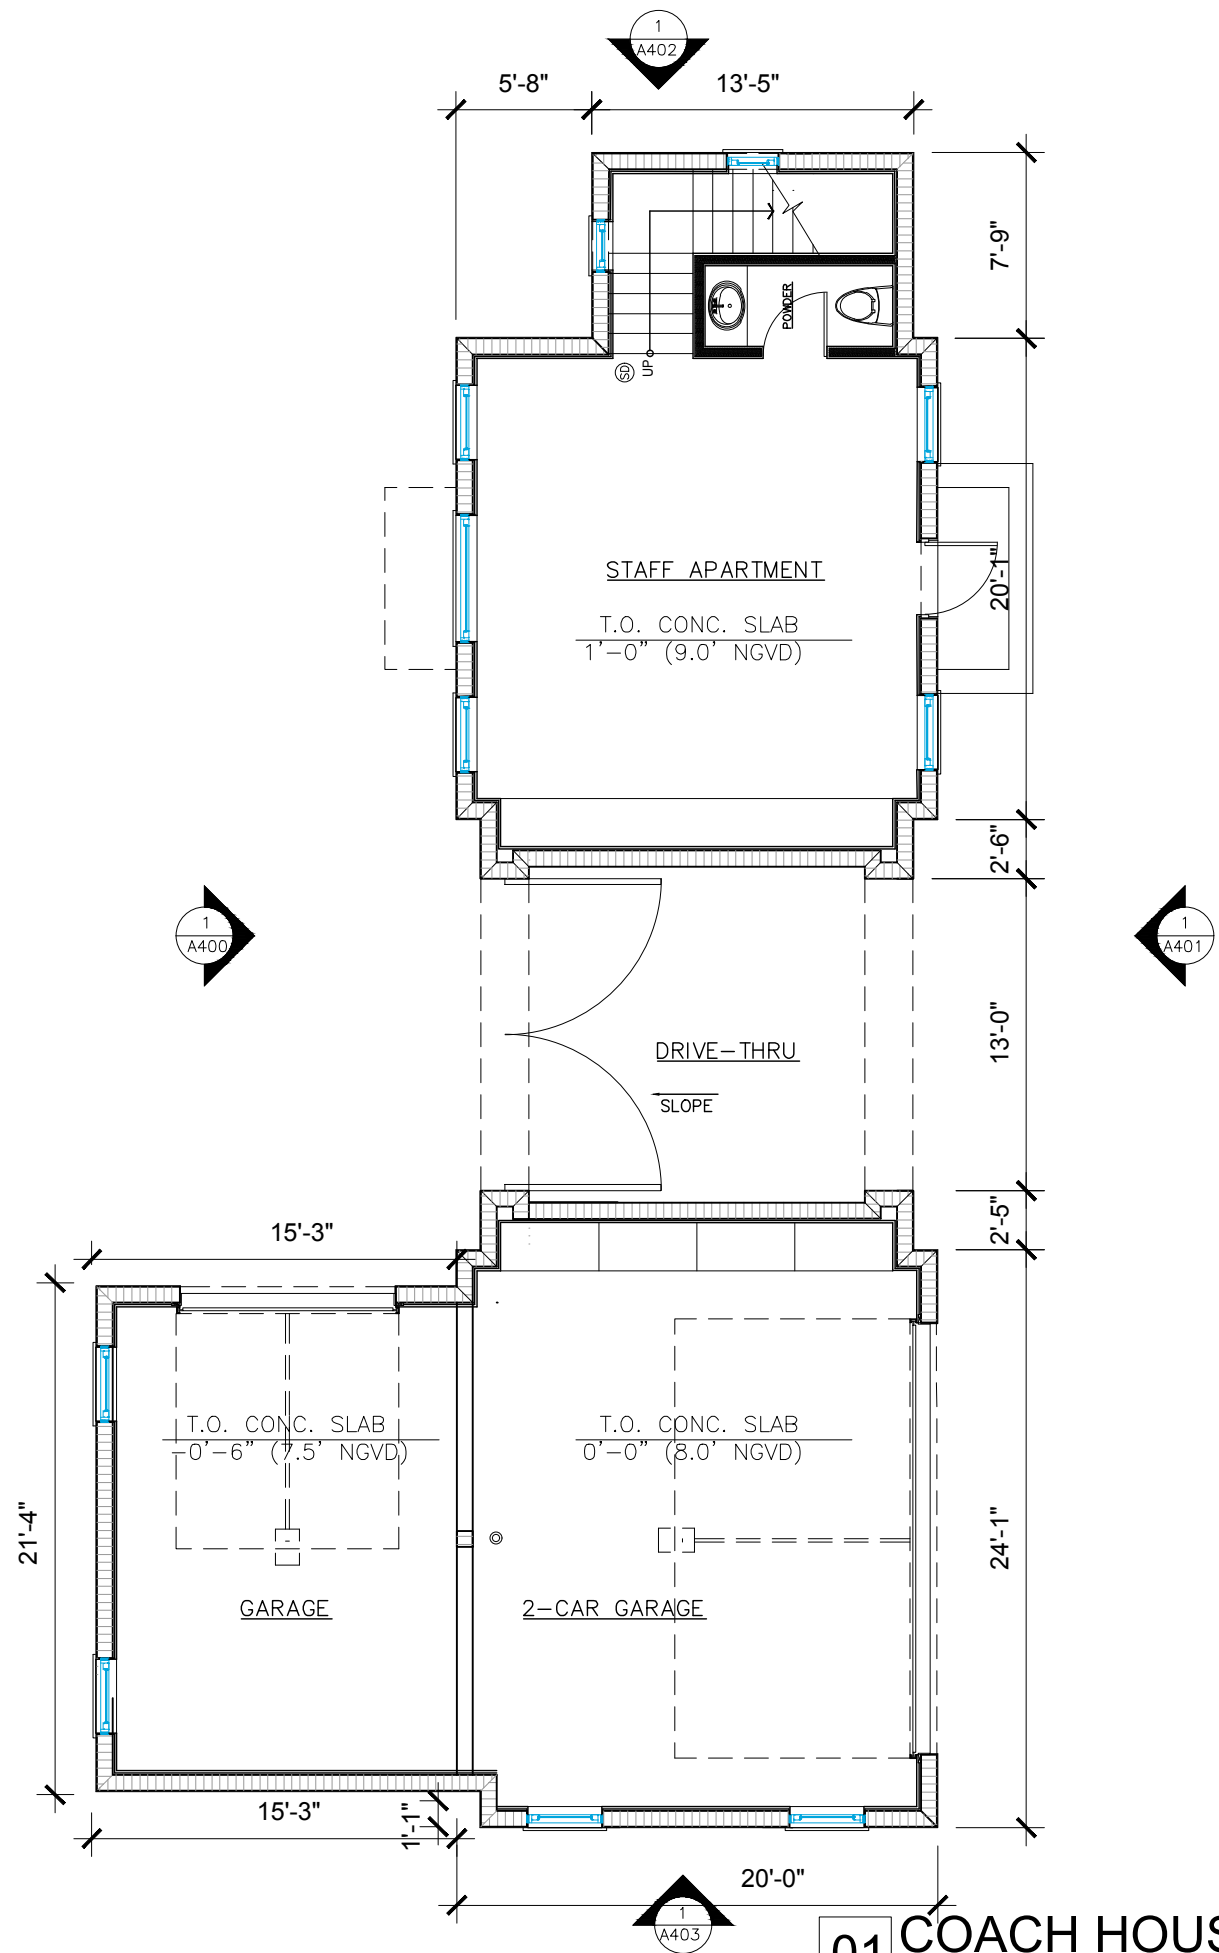 1
A402
5'-8"
13'-5"
7'-9"
POWDER
SD
UP
STAFF APARTMENT
20'-1"
T.O. CONC. SLAB
1'-0" (9.0' NGVD)
2'-6"
1
A400
1
A401
13'-0"
DRIVE-THRU
SLOPE
2'-5"
15'-3"
T.O. CONC. SLAB
-0'-6" (7.5' NGVD)
T.O. CONC. SLAB
0'-0" (8.0' NGVD)
21'-4"
24'-1"
GARAGE
2-CAR GARAGE
15'-3"
1'-1"
20'-0"
1
A403
01
COACH HOUS